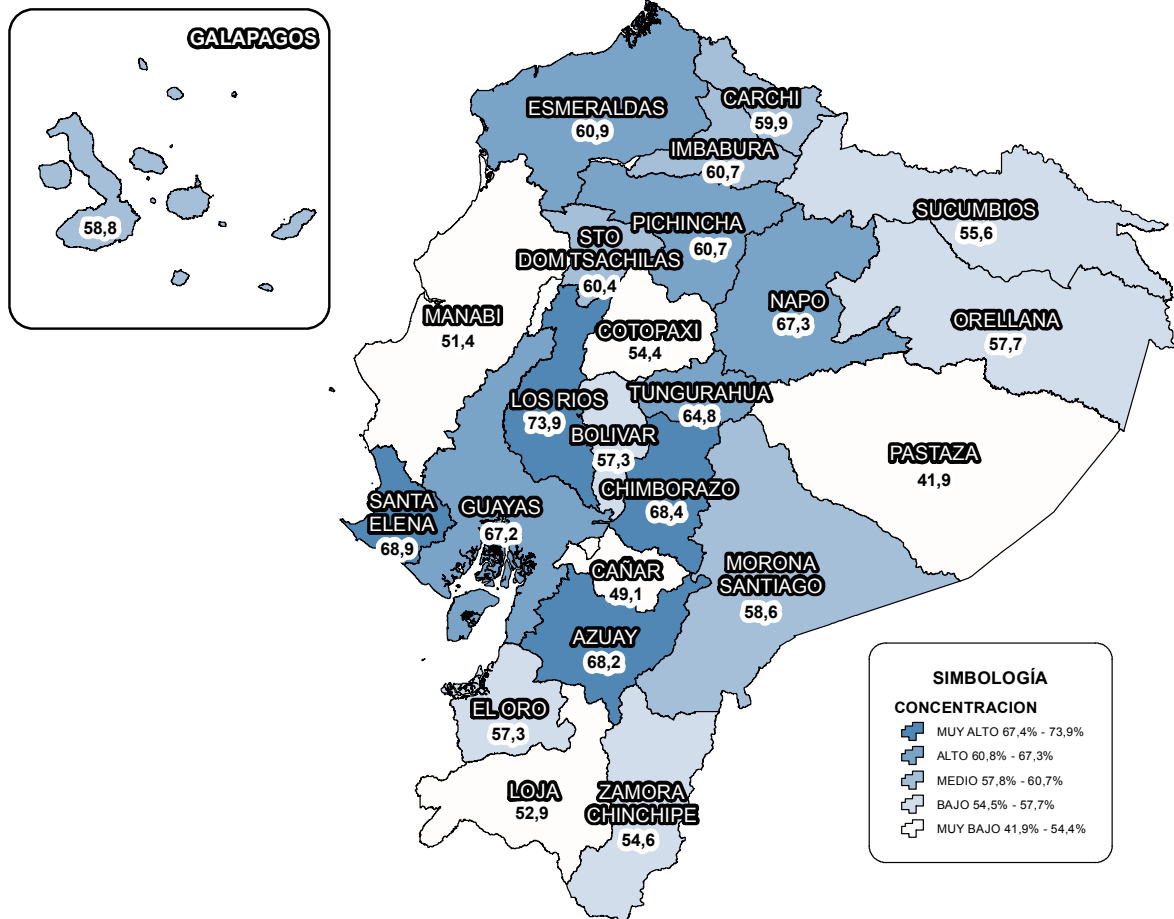 GALAPAGOS
58,8
ESMERALDAS
60,9
CARCHI
59,9
IMBABURA
60,7
SUCUMBIOS
55,6
PICHINCHA
60,7
STO
DOM TSACHILAS
60,4
NAPO
67,3
ORELLANA
57,7
MANABI
51,4
COTOPAXI
54,4
TUNGURAHUA
64,8
LOS RIOS
73,9
BOLIVAR
57,3
PASTAZA
41,9
CHIMBORAZO
68,4
SANTA
ELENA
68,9
GUAYAS
67,2
CAÑAR
49,1
MORONA
SANTIAGO
58,6
AZUAY
68,2
EL ORO
57,3
LOJA
52,9
ZAMORA
CHINCHIPE
54,6
SIMBOLOGÍA
CONCENTRACION
MUY ALTO 67,4% - 73,9%
ALTO 60,8% - 67,3%
MEDIO 57,8% - 60,7%
BAJO 54,5% - 57,7%
MUY BAJO 41,9% - 54,4%